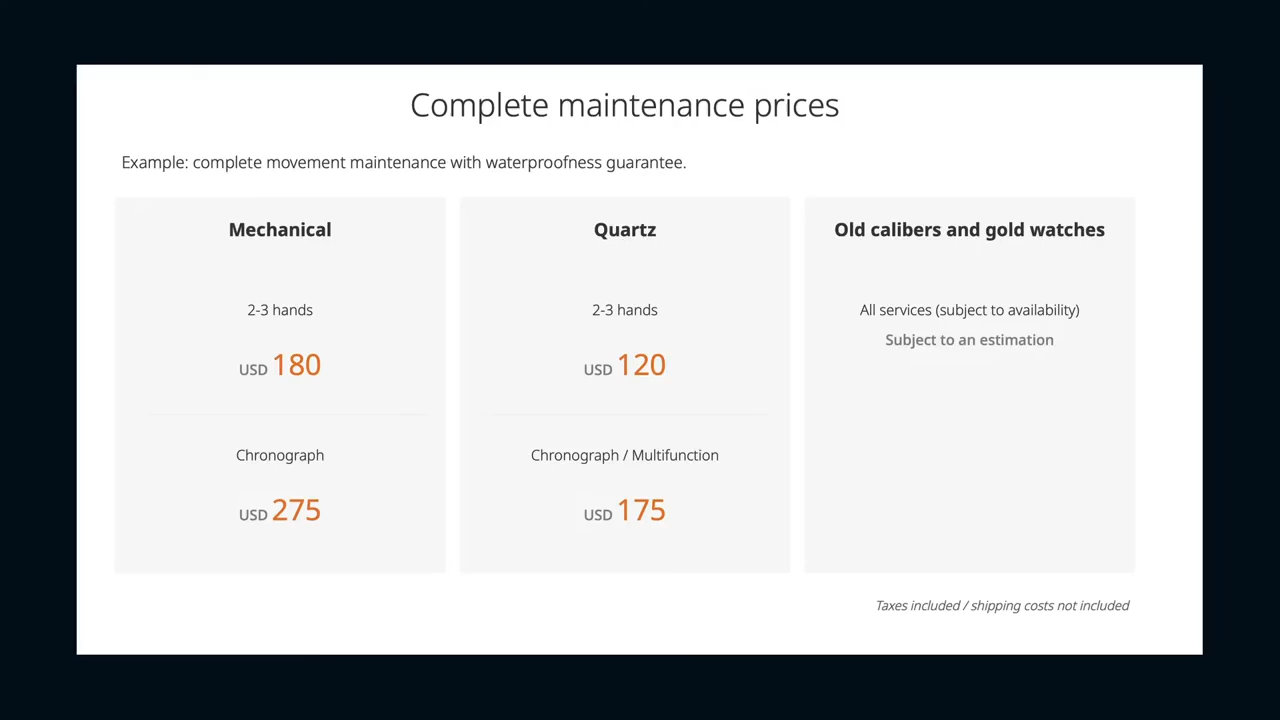 Complete maintenance prices
Example: complete movement maintenance with waterproofness guarantee.
Mechanical
2-3 hands
USD 180
Chronograph
USD 275
Quartz
2-3 hands
USD 120
Chronograph / Multifunction
USD 175
Old calibers and gold watches
All services (subject to availability)
Subject to an estimation
Taxes included / shipping costs not included